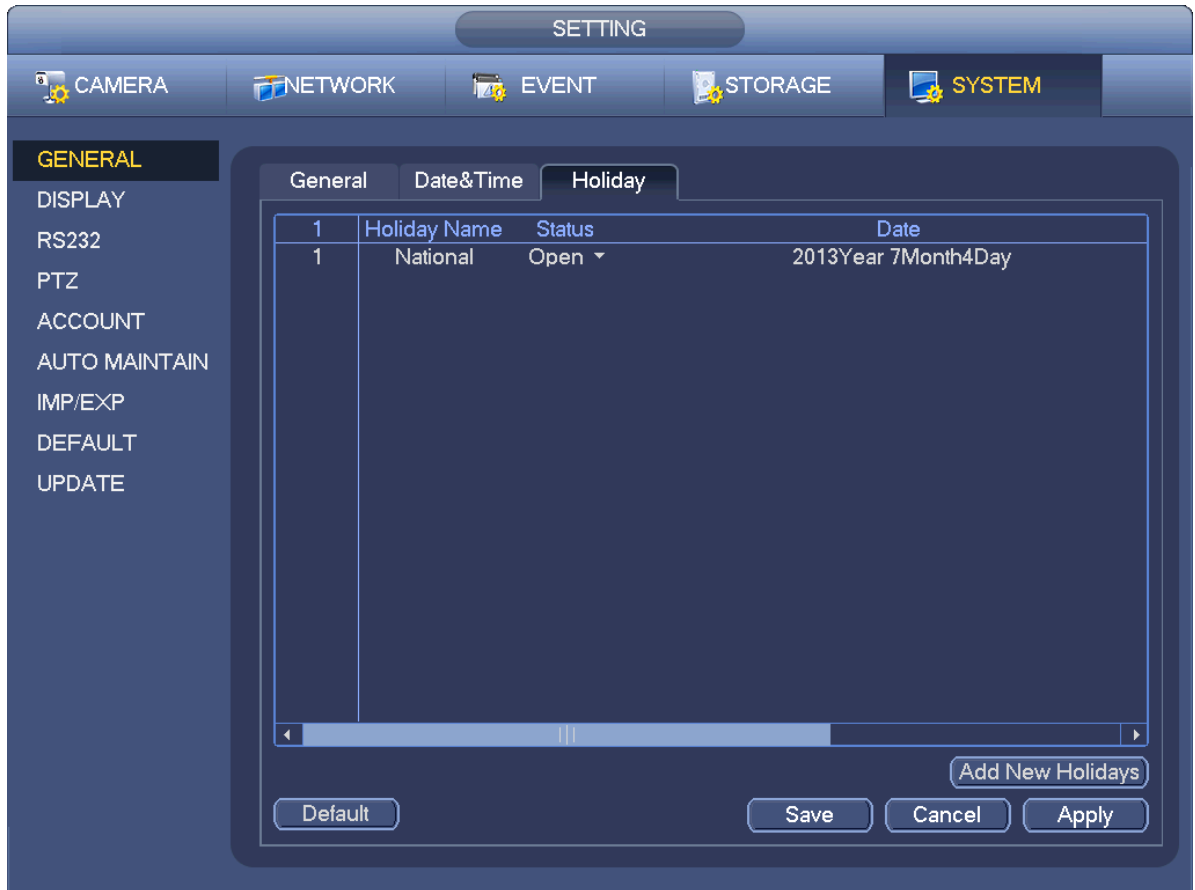 SETTING
CAMERA NETWORK EVENT STORAGE SYSTEM
GENERAL
DISPLAY
RS232
PTZ
ACCOUNT
AUTO MAINTAIN
IMP/EXP
DEFAULT
UPDATE
General Date&Time Holiday
1 Holiday Name Status Date
1 National Open 2013Year 7Month4Day
Add New Holidays
Default Save Cancel Apply